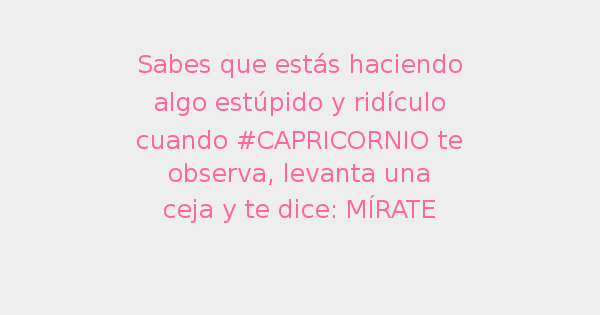 Sabes que estás haciendo
algo estúpido y ridículo
cuando #CAPRICORNIO te
observa, levanta una
ceja y te dice: MÍRATE